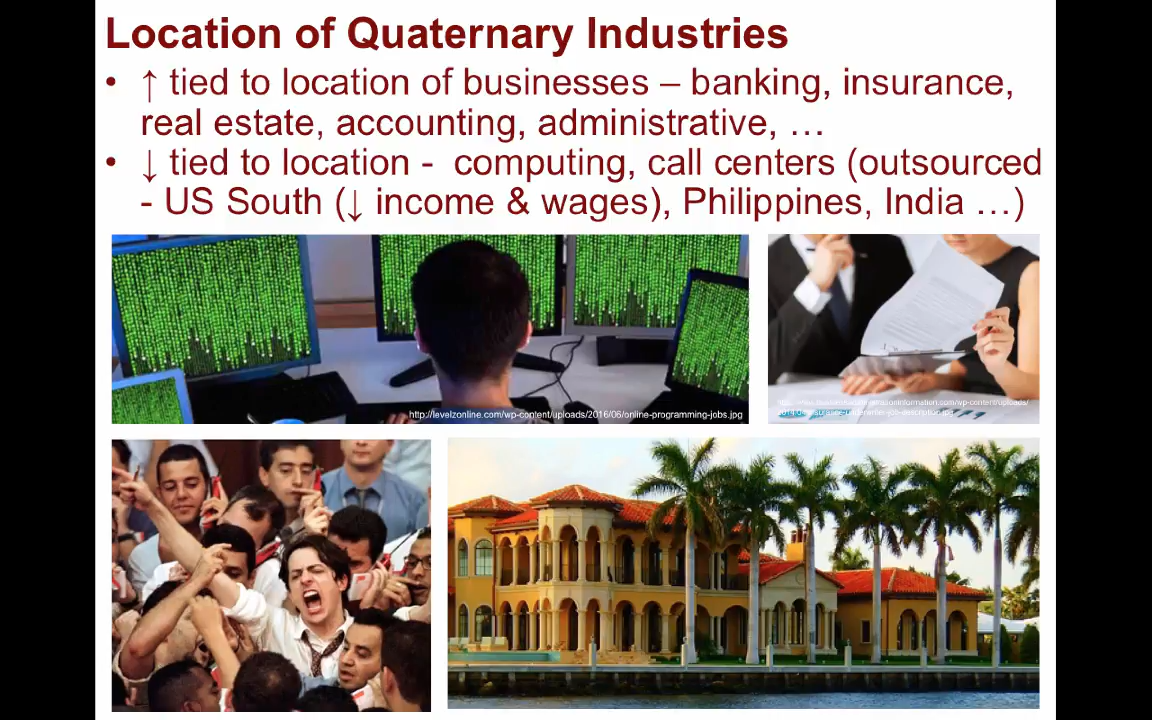 Location of Quaternary Industries
• ↑ tied to location of businesses – banking, insurance,
real estate, accounting, administrative, …
• ↓ tied to location - computing, call centers (outsourced
- US South (↓ income & wages), Philippines, India …)
http://levelzonline.com/wp-content/uploads/2016/06/online-programming-jobs.jpg